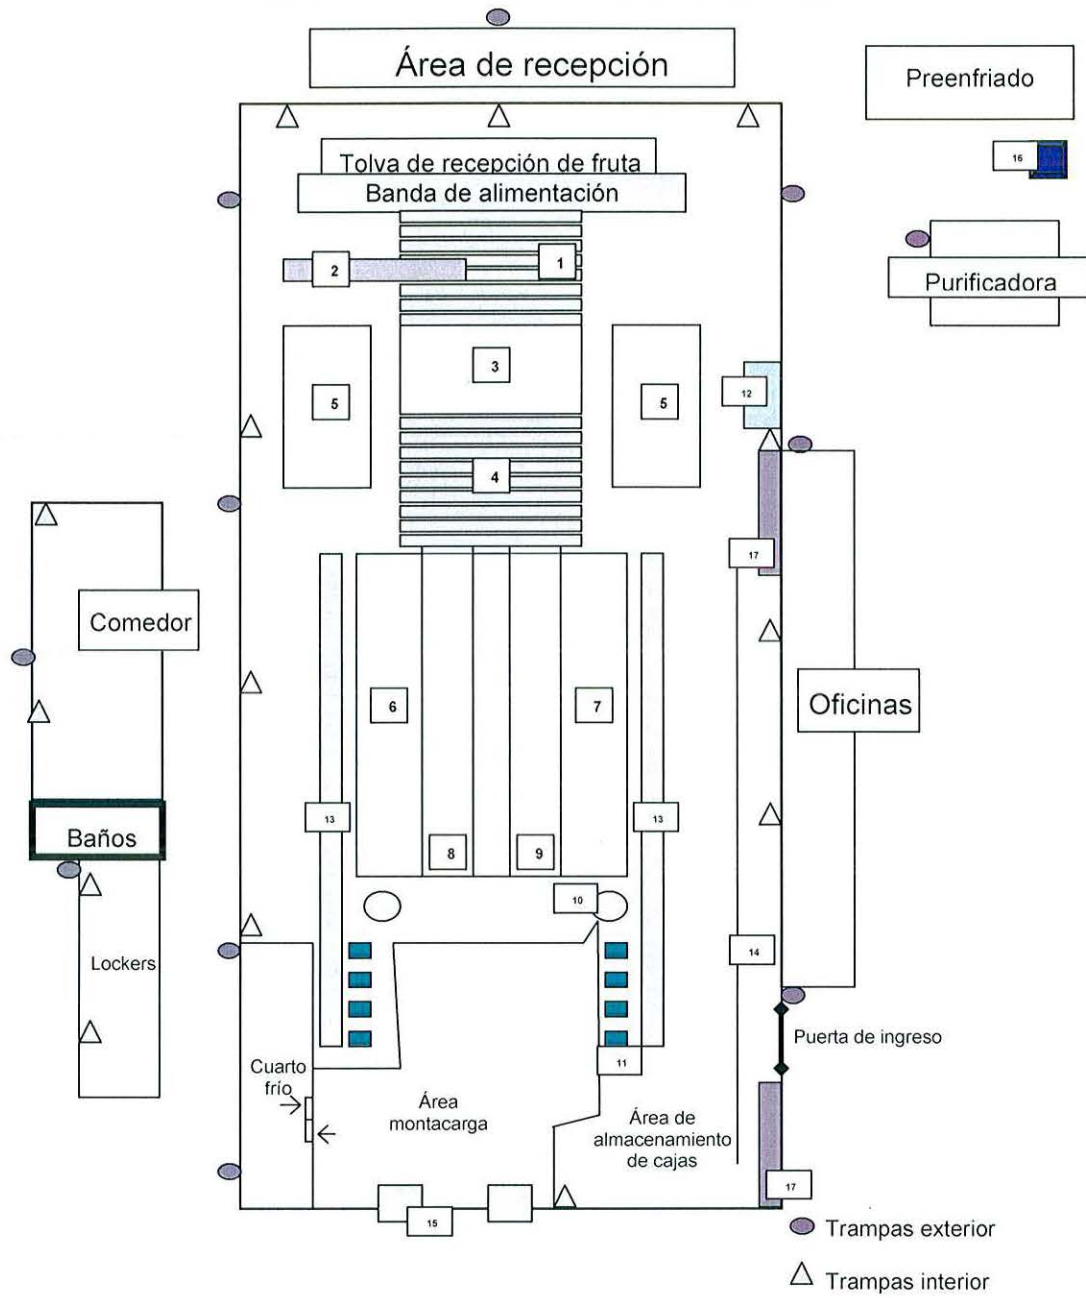 Área de recepción
Preenfriado
Tolva de recepción de fruta
16
Banda de alimentación
1
2
Purificadora
3
5
5
12
4
17
Comedor
6
7
Oficinas
13
13
Baños
8
9
10
14
Lockers
Puerta de ingreso
11
Cuarto
frío
Área
montacarga
Área de
almacenamiento
de cajas
17
15
Trampas exterior
Trampas interior